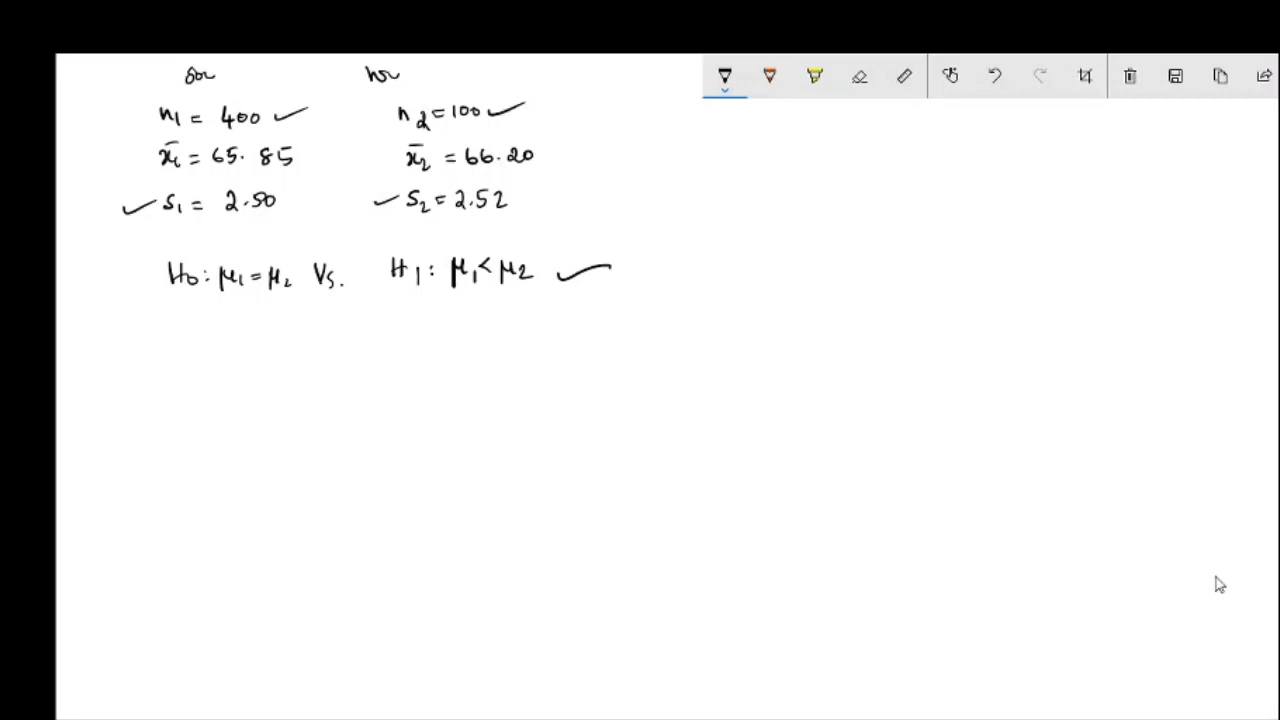 n1 = 400 n2 = 100
x̄1 = 65.85 x̄2 = 66.20
S1 = 2.50 S2 = 2.52
H0 : μ1 = μ2 Vs. H1 : μ1 < μ2